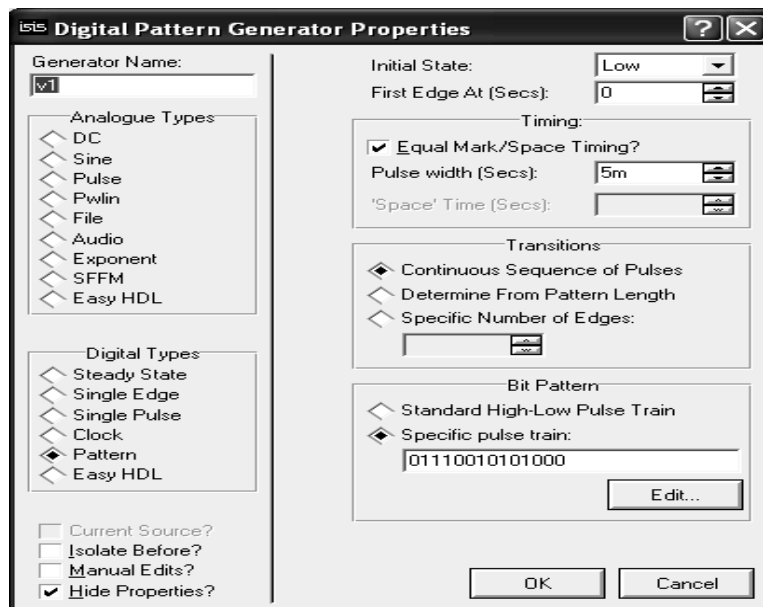 isis Digital Pattern Generator Properties
Generator Name:
v1
Analogue Types
DC
Sine
Pulse
Pwlin
File
Audio
Exponent
SFFM
Easy HDL
Digital Types
Steady State
Single Edge
Single Pulse
Clock
Pattern
Easy HDL
Current Source?
Isolate Before?
Manual Edits?
Hide Properties?
Initial State:
Low
First Edge At (Secs):
0
Timing:
Equal Mark/Space Timing?
Pulse width (Secs):
5m
'Space' Time (Secs):
Transitions
Continuous Sequence of Pulses
Determine From Pattern Length
Specific Number of Edges:
Bit Pattern
Standard High-Low Pulse Train
Specific pulse train:
01110010101000
Edit...
OK
Cancel